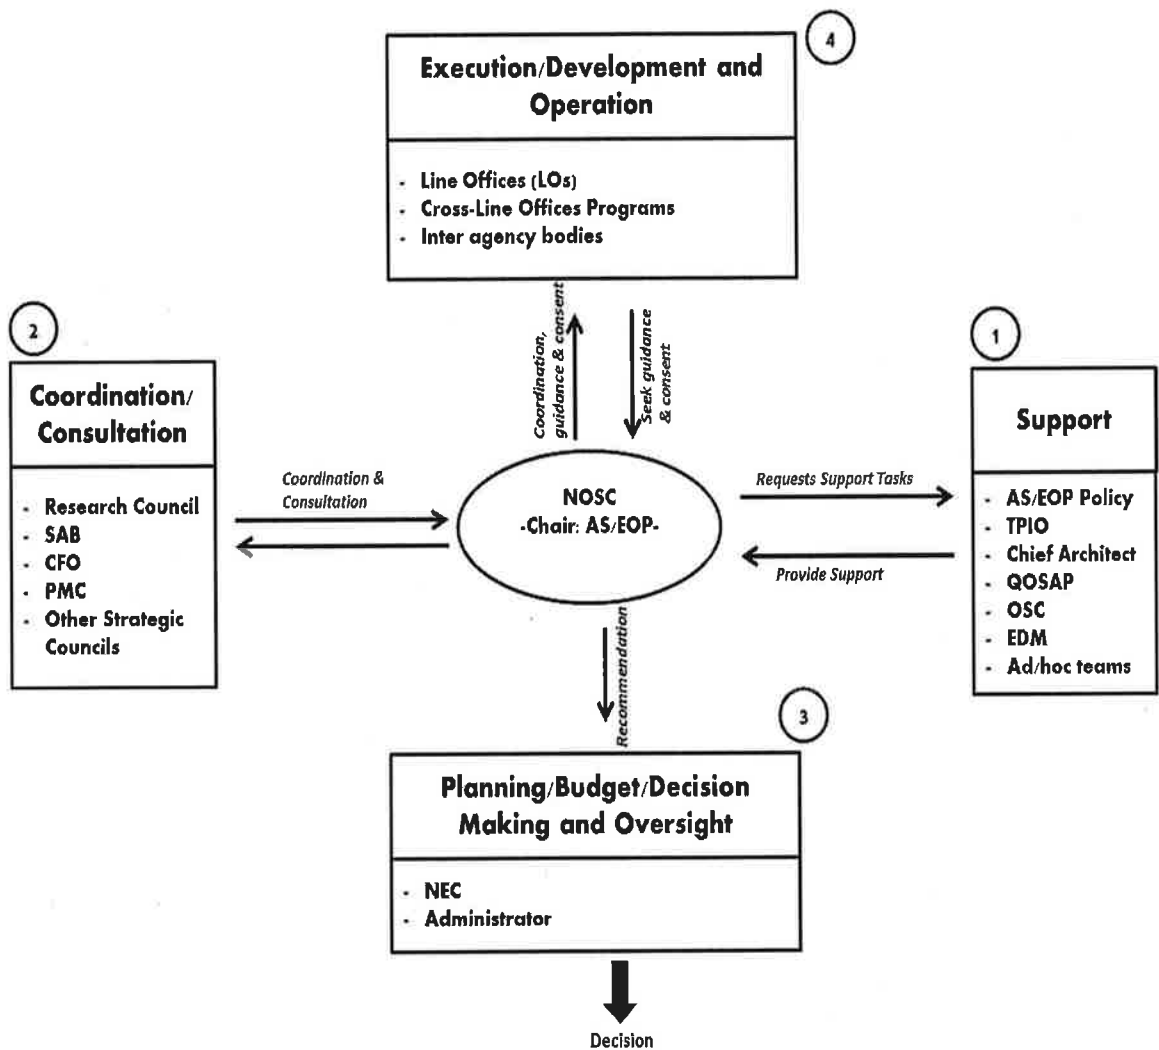 4
Execution/Development and
Operation
- Line Offices (LOs)
- Cross-Line Offices Programs
- Inter agency bodies
Coordination,
guidance & consent
Seek guidance
& consent
2
Coordination/
Consultation
- Research Council
- SAB
- CFO
- PMC
- Other Strategic
Councils
Coordination &
Consultation
NOSC
-Chair: AS/EOP-
Requests Support Tasks
Provide Support
1
Support
- AS/EOP Policy
- TPIO
- Chief Architect
- QOSAP
- OSC
- EDM
- Ad/hoc teams
Recommendation
3
Planning/Budget/Decision
Making and Oversight
- NEC
- Administrator
Decision